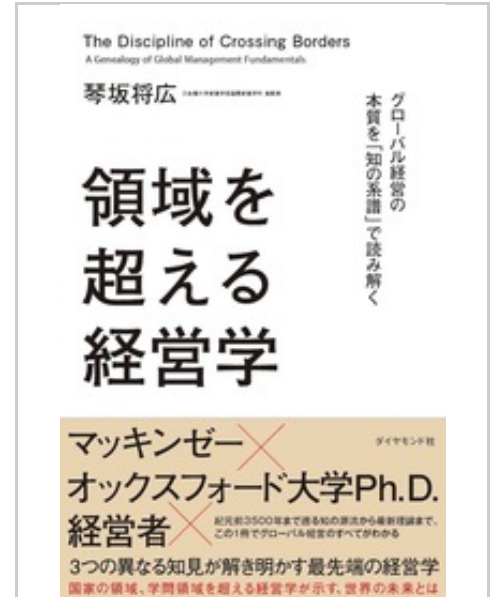 The Discipline of Crossing Borders
A Genealogy of Global Management Fundamentals
琴坂将広
グローバル経営の
本質を「知の系譜」で読み解く
領域を
超える
経営学
マッキンゼー×
ダイヤモンド社
オックスフォード大学Ph.D.
経営者×
紀元前3500年まで遡る知の源流から最新理論まで、
この1冊でグローバル経営のすべてがわかる
3つの異なる知見が解き明かす最先端の経営学
国家の領域、学問領域を超える経営学が示す、世界の未来とは